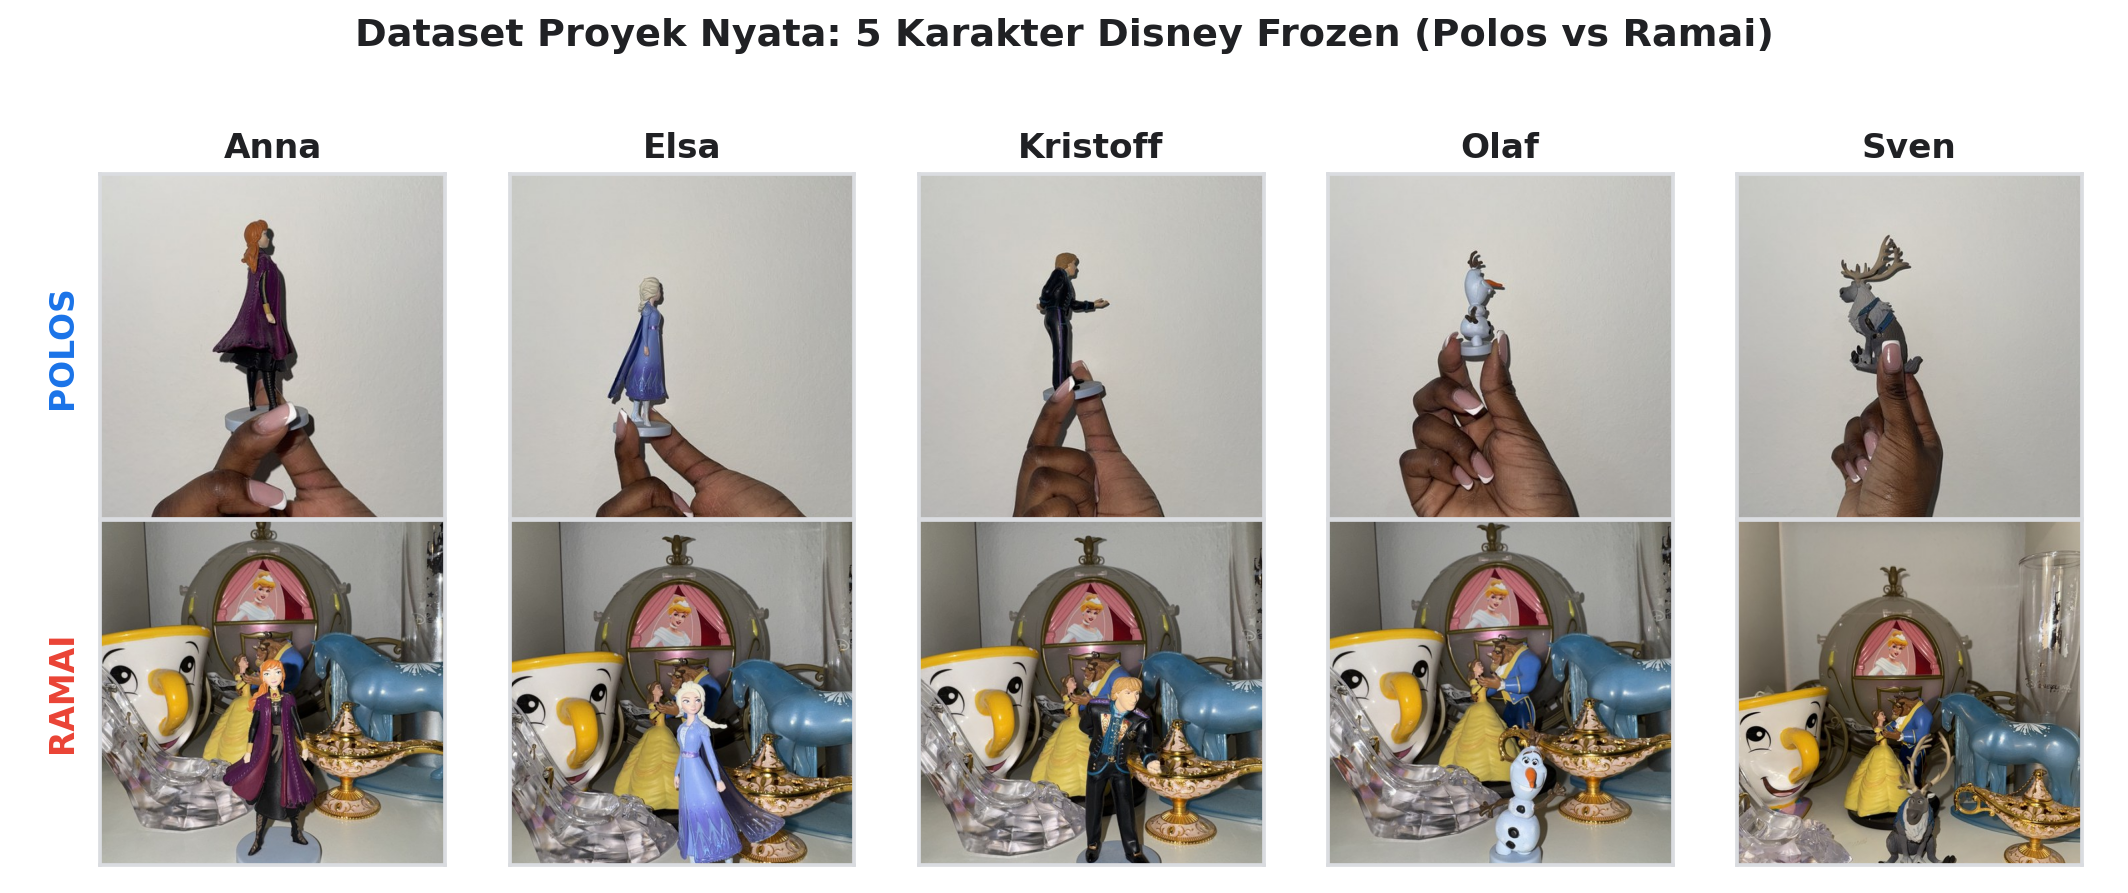 Dataset Proyek Nyata: 5 Karakter Disney Frozen (Polos vs Ramai)
Anna
Elsa
Kristoff
Olaf
Sven
POLOS
RAMAI